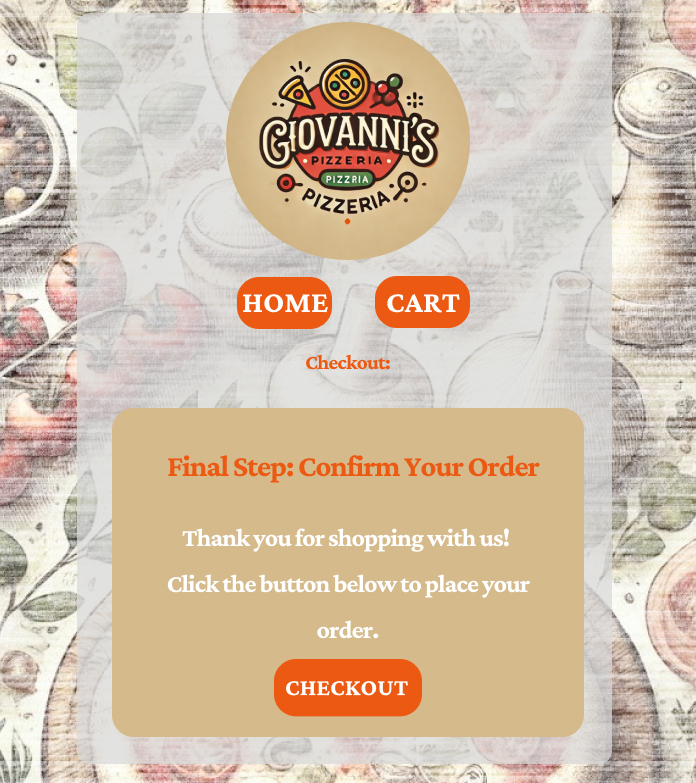 GIOVANNI'S
PIZZERIA
PIZZRIA
PIZZERIA
HOME CART
Checkout:
Final Step: Confirm Your Order
Thank you for shopping with us!
Click the button below to place your
order.
CHECKOUT